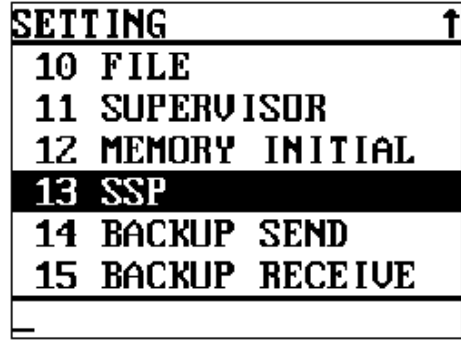 SETTING ↑
10 FILE
11 SUPERVISOR
12 MEMORY INITIAL
13 SSP
14 BACKUP SEND
15 BACKUP RECEIVE
_